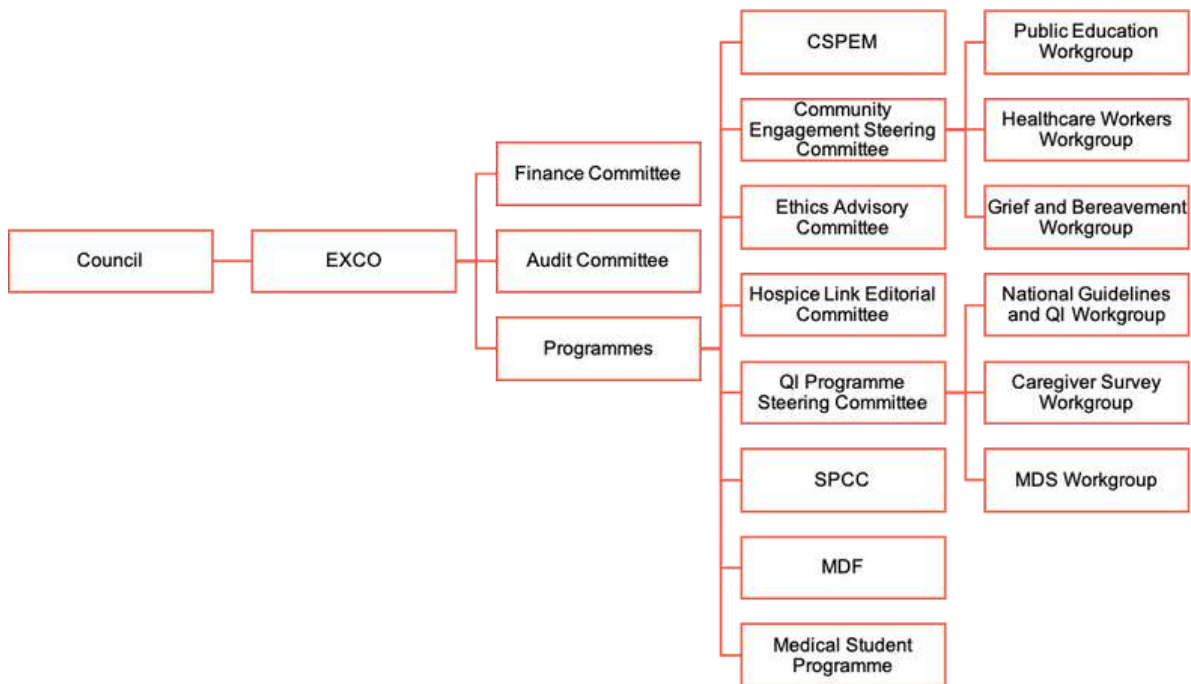 Council
EXCO
Finance Committee
Audit Committee
Programmes
CSPEM
Community
Engagement Steering
Committee
Ethics Advisory
Committee
Hospice Link Editorial
Committee
QI Programme
Steering Committee
SPCC
MDF
Medical Student
Programme
Public Education
Workgroup
Healthcare Workers
Workgroup
Grief and Bereavement
Workgroup
National Guidelines
and QI Workgroup
Caregiver Survey
Workgroup
MDS Workgroup